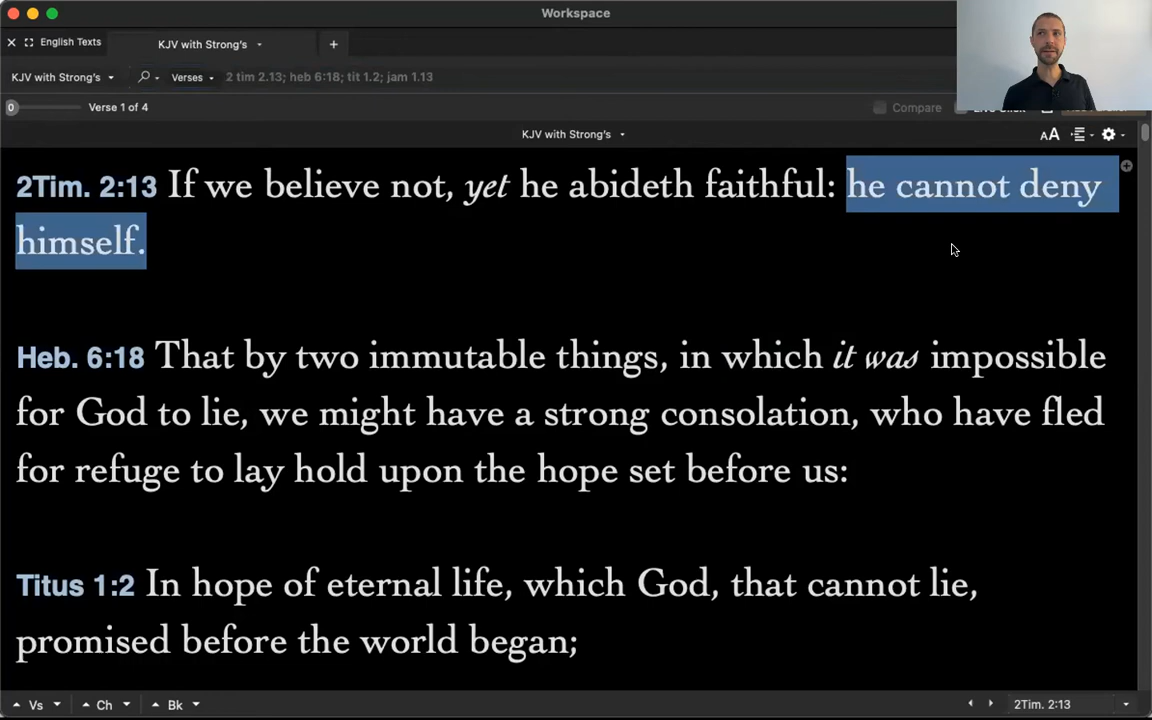 Workspace
English Texts
KJV with Strong's
KJV with Strong's
Verses
2 tim 2.13; heb 6:18; tit 1.2; jam 1.13
0
Verse 1 of 4
Compare
KJV with Strong's
AA
2Tim. 2:13 If we believe not, yet he abideth faithful: he cannot deny
himself.
Heb. 6:18 That by two immutable things, in which it was impossible
for God to lie, we might have a strong consolation, who have fled
for refuge to lay hold upon the hope set before us:
Titus 1:2 In hope of eternal life, which God, that cannot lie,
promised before the world began;
Vs Ch Bk 2Tim. 2:13